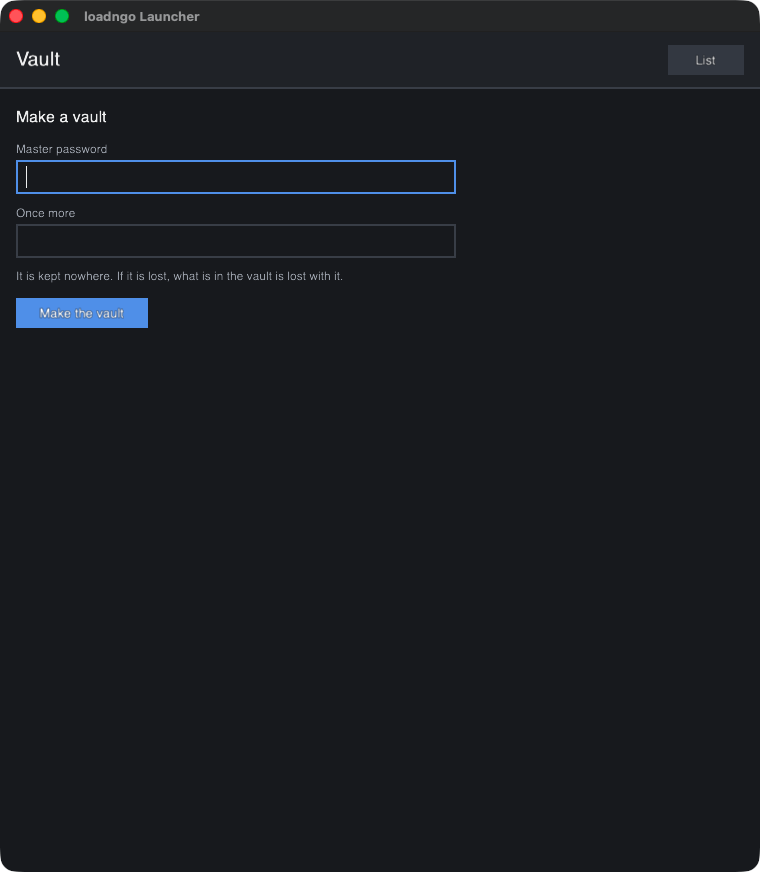 loadngo Launcher
Vault
List
Make a vault
Master password
Once more
It is kept nowhere. If it is lost, what is in the vault is lost with it.
Make the vault